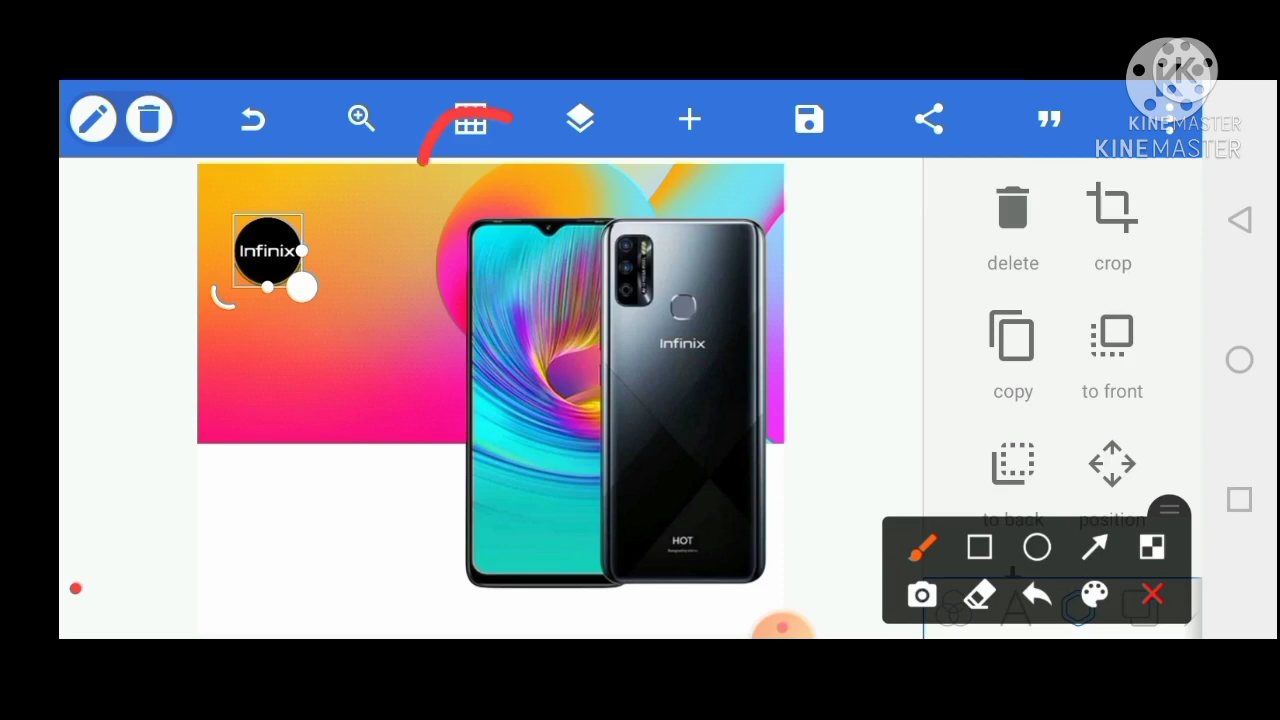 KINEMASTER
KINEMASTER
Infinix
delete
crop
Infinix
copy
to front
to back
position
HOT